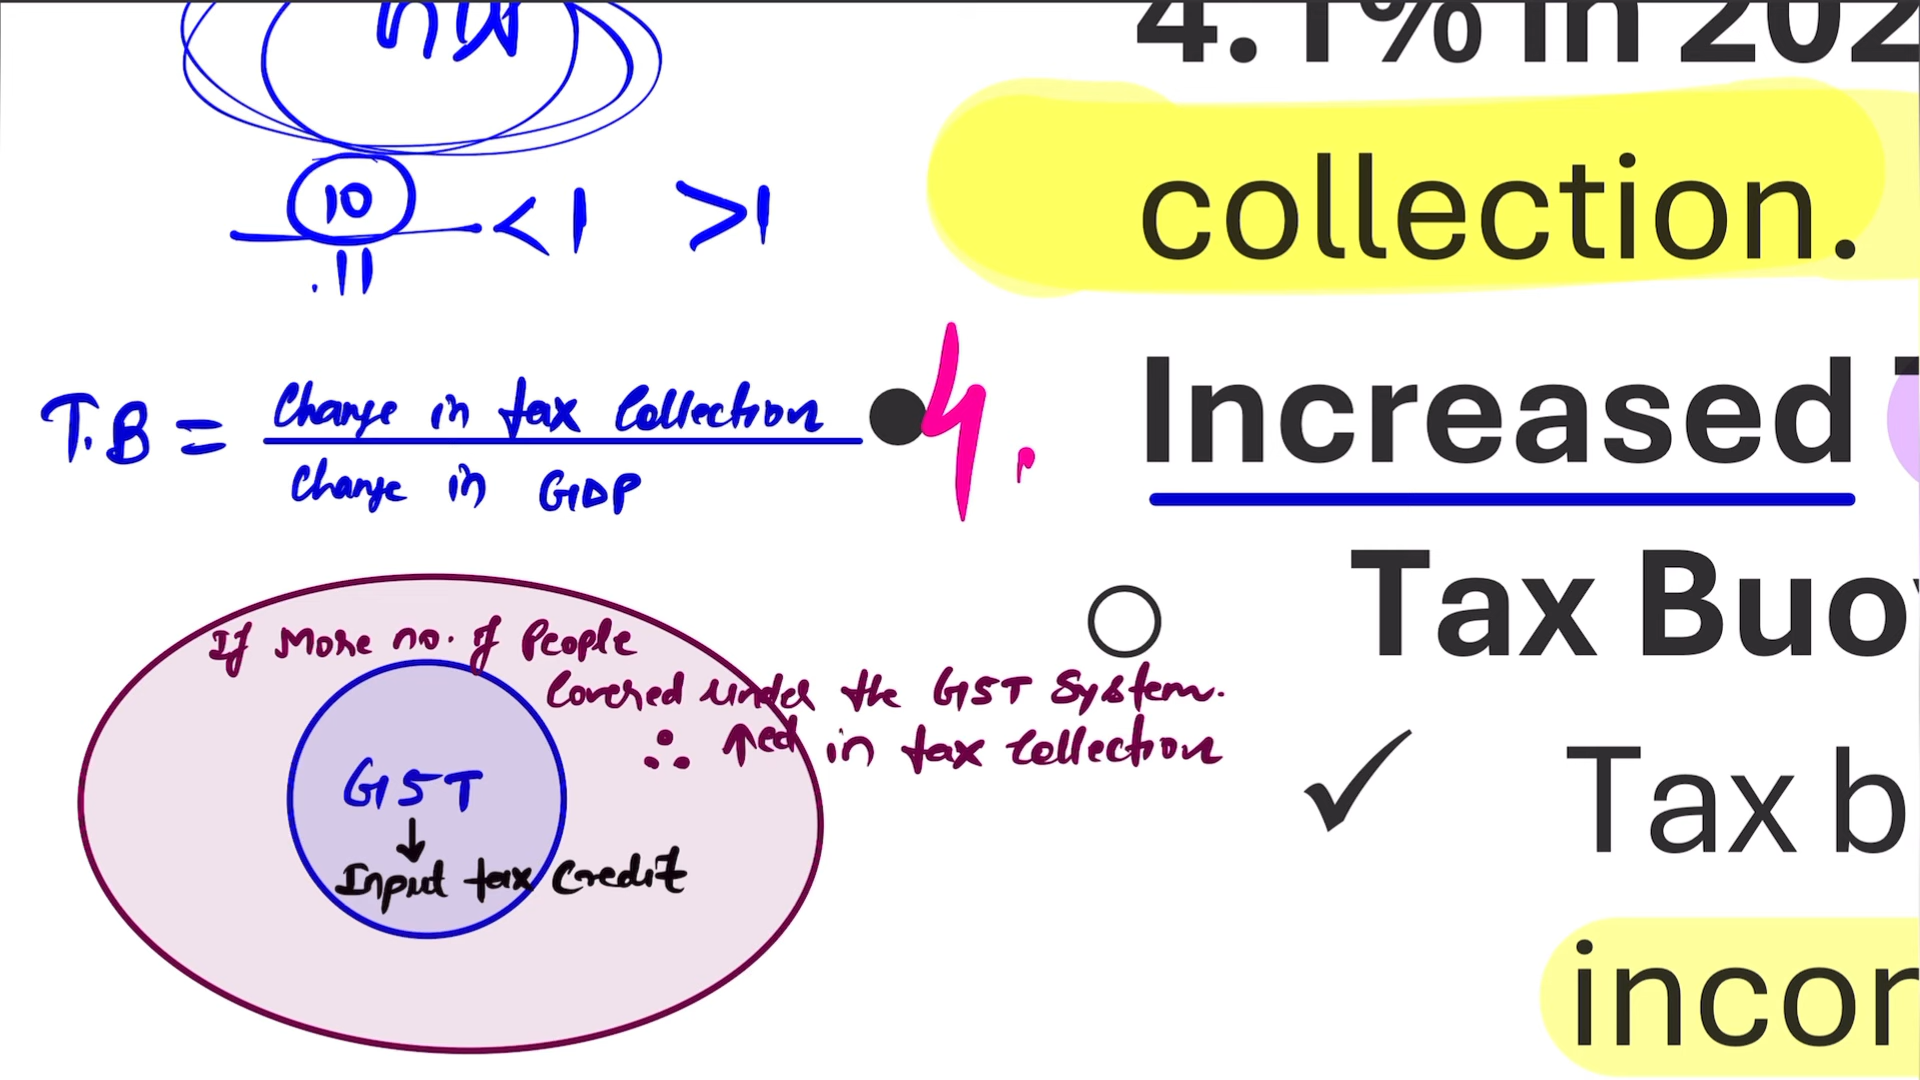 4.1% in 202
collection.
10
.11
<1 >1
T.B = Change in tax Collection
Change in GDP
4.
Increased
Tax Buo
Tax b
incor
If More no. of People
Covered under the GST System.
∴ ↑ed in tax Collection
GST
↓
Input tax Credit